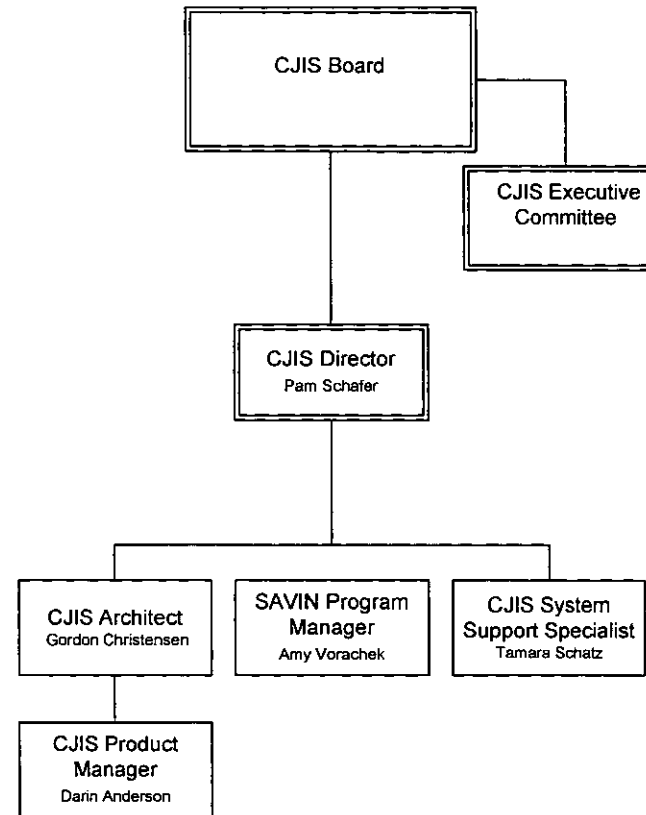 CJIS Board
CJIS Executive
Committee
CJIS Director
Pam Schafer
CJIS Architect
Gordon Christensen
SAVIN Program
Manager
Amy Vorachek
CJIS System
Support Specialist
Tamara Schatz
CJIS Product
Manager
Darin Anderson